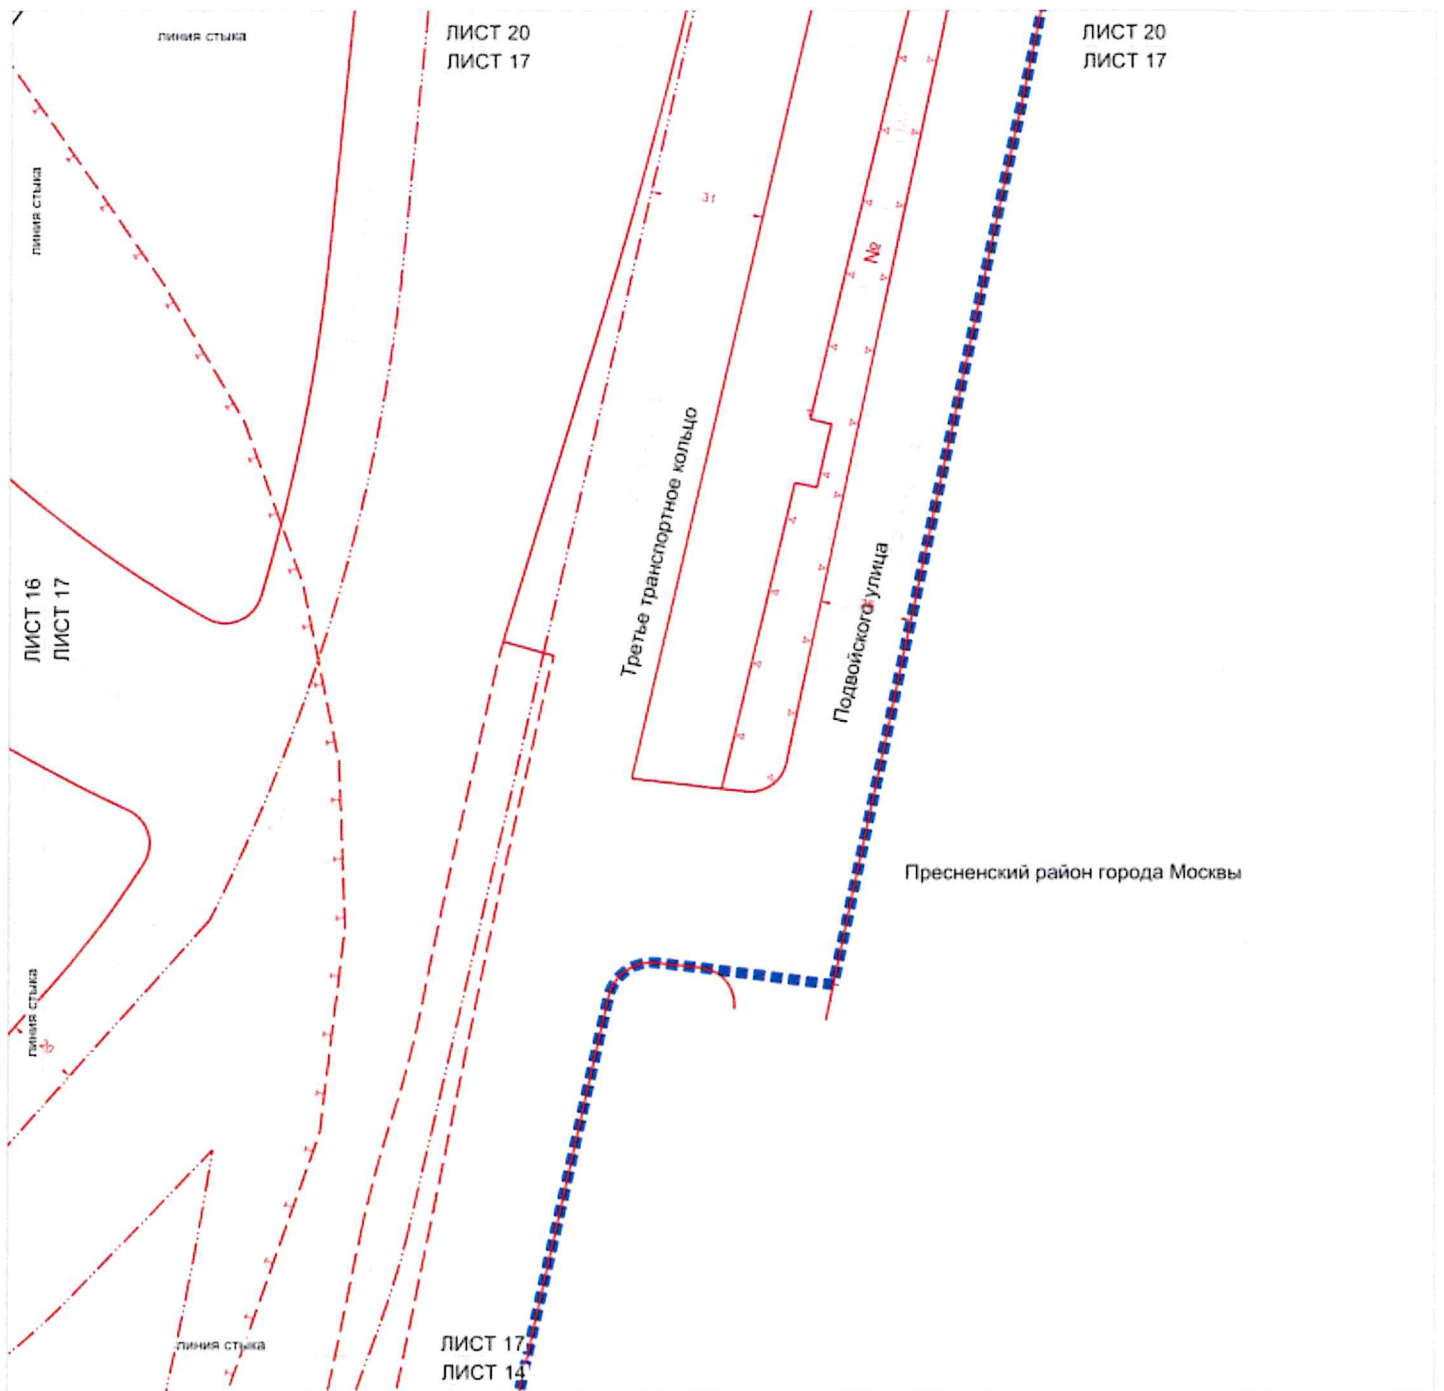 линия стыка
ЛИСТ 20
ЛИСТ 17
ЛИСТ 20
ЛИСТ 17
линия стыка
31
№
Третье транспортное кольцо
Подвойского улица
ЛИСТ 16
ЛИСТ 17
Пресненский район города Москвы
линия стыка
линия стыка
ЛИСТ 17
ЛИСТ 14